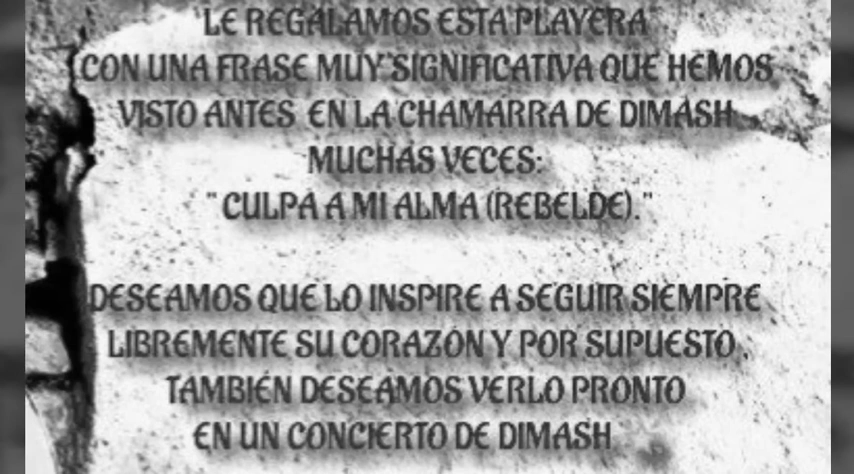 "LE REGALAMOS ESTA PLAYERA
CON UNA FRASE MUY SIGNIFICATIVA QUE HEMOS
VISTO ANTES EN LA CHAMARRA DE DIMASH
MUCHAS VECES:
" CULPA A MI ALMA (REBELDE)."
DESEAMOS QUE LO INSPIRE A SEGUIR SIEMPRE
LIBREMENTE SU CORAZÓN Y POR SUPUESTO,
TAMBIÉN DESEAMOS VERLO PRONTO
EN UN CONCIERTO DE DIMASH